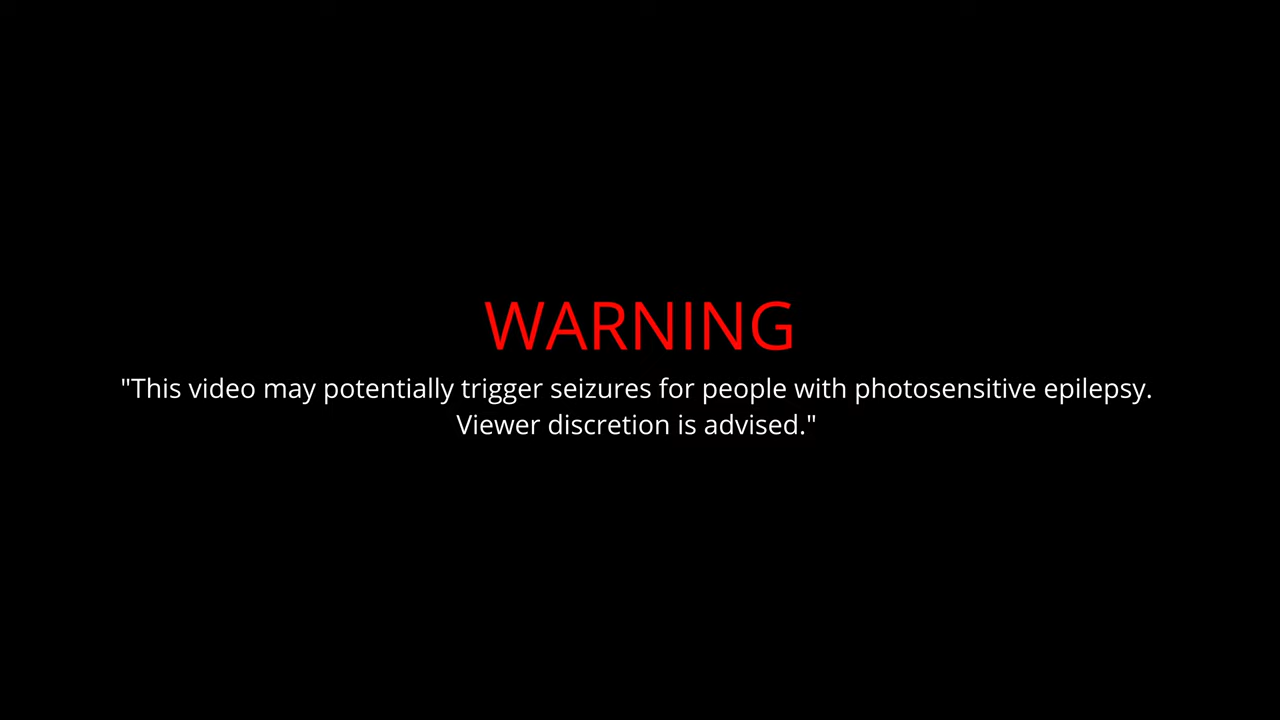 WARNING
"This video may potentially trigger seizures for people with photosensitive epilepsy.
Viewer discretion is advised."